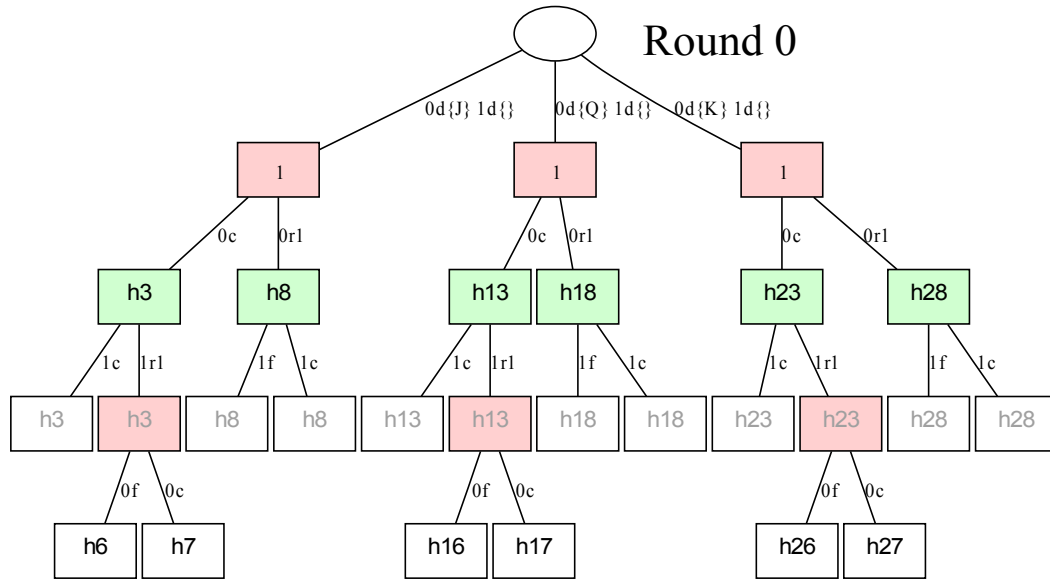 Round 0
0d{J} 1d{} 0d{Q} 1d{} 0d{K} 1d{}
1 1 1
0c 0r1 0c 0r1 0c 0r1
h3 h8 h13 h18 h23 h28
1c 1r1 1f 1c 1c 1r1 1f 1c 1c 1r1 1f 1c
h3 h3 h8 h8 h13 h13 h18 h18 h23 h23 h28 h28
0f 0c 0f 0c 0f 0c
h6 h7 h16 h17 h26 h27